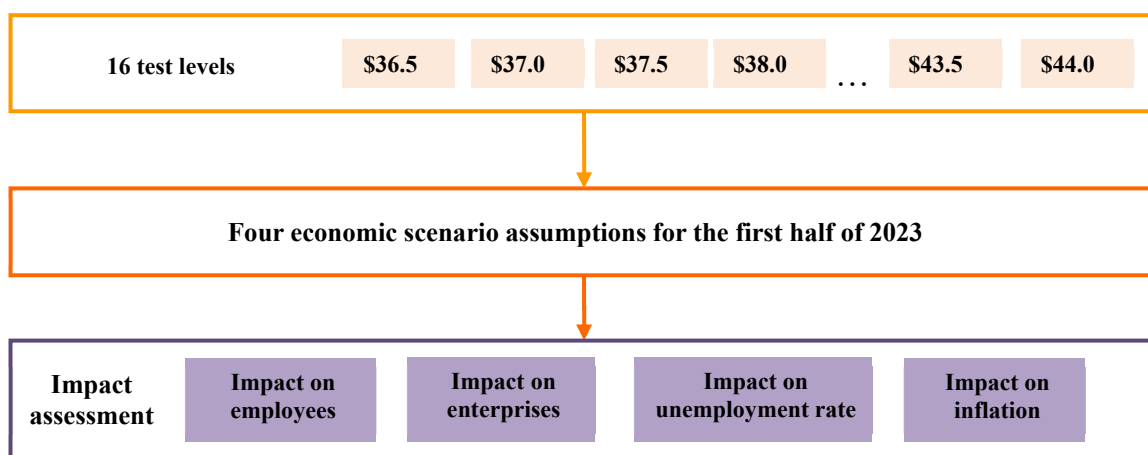 16 test levels $36.5 $37.0 $37.5 $38.0 ... $43.5 $44.0
Four economic scenario assumptions for the first half of 2023
Impact
assessment
Impact on
employees
Impact on
enterprises
Impact on
unemployment rate
Impact on
inflation